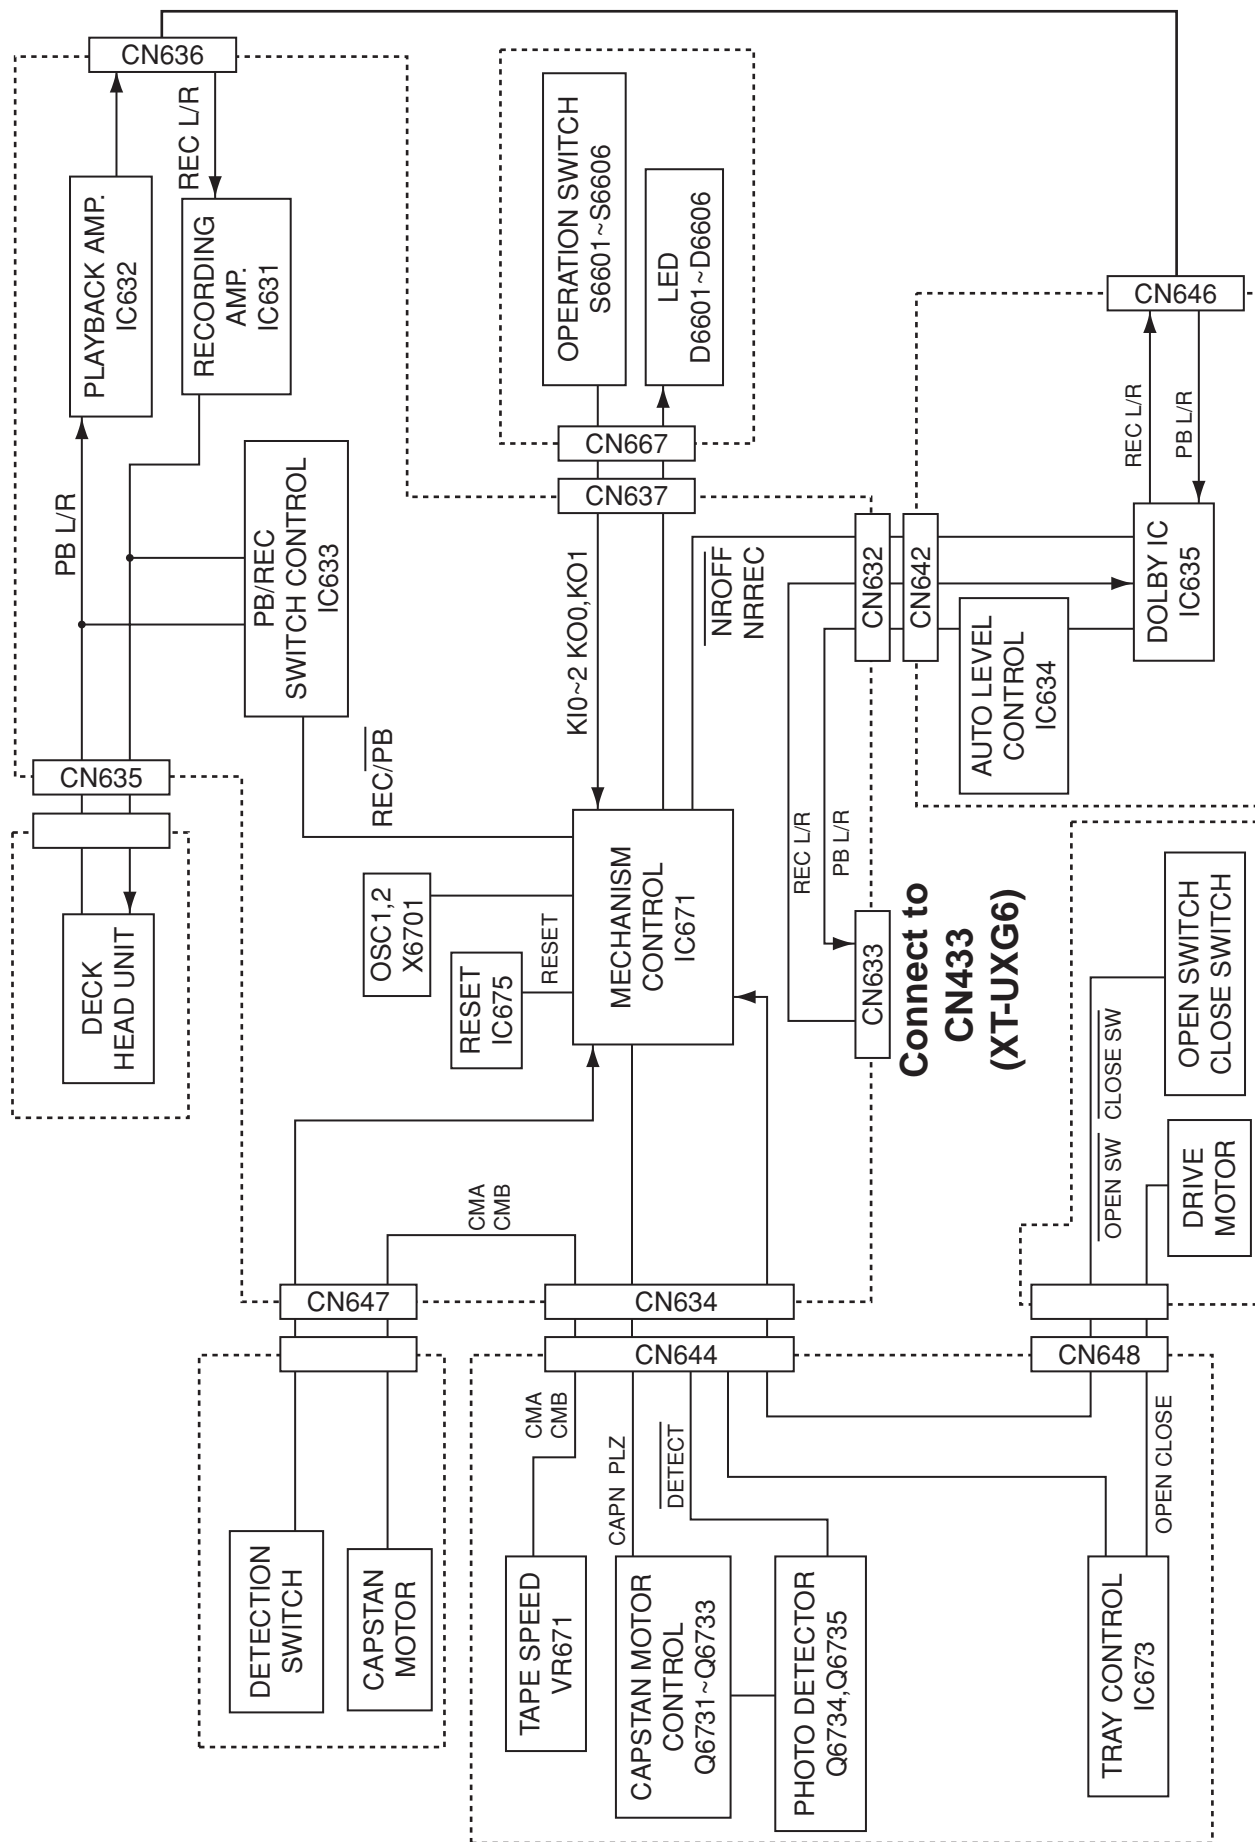 CN636
REC L/R
PLAYBACK AMP.
IC632
RECORDING
AMP.
IC631
PB L/R
PB/REC
SWITCH CONTROL
IC633
CN635
DECK
HEAD UNIT
OPERATION SWITCH
S6601~S6606
LED
D6601~D6606
CN667
CN637
KI0~2 KO0,KO1
REC/PB
NROFF
NRREC
CN632
CN642
CN646
REC L/R
PB L/R
DOLBY IC
IC635
AUTO LEVEL
CONTROL
IC634
OSC1,2
X6701
RESET
IC675
RESET
MECHANISM
CONTROL
IC671
REC L/R
PB L/R
CN633
Connect to
CN433
(XT-UXG6)
CMA
CMB
CN647
CN634
CN644
CN648
DETECTION
SWITCH
CAPSTAN
MOTOR
CMA
CMB
TAPE SPEED
VR671
CAPN PLZ
CAPSTAN MOTOR
CONTROL
Q6731~Q6733
DETECT
PHOTO DETECTOR
Q6734,Q6735
OPEN CLOSE
TRAY CONTROL
IC673
OPEN SW CLOSE SW
OPEN SWITCH
CLOSE SWITCH
DRIVE
MOTOR